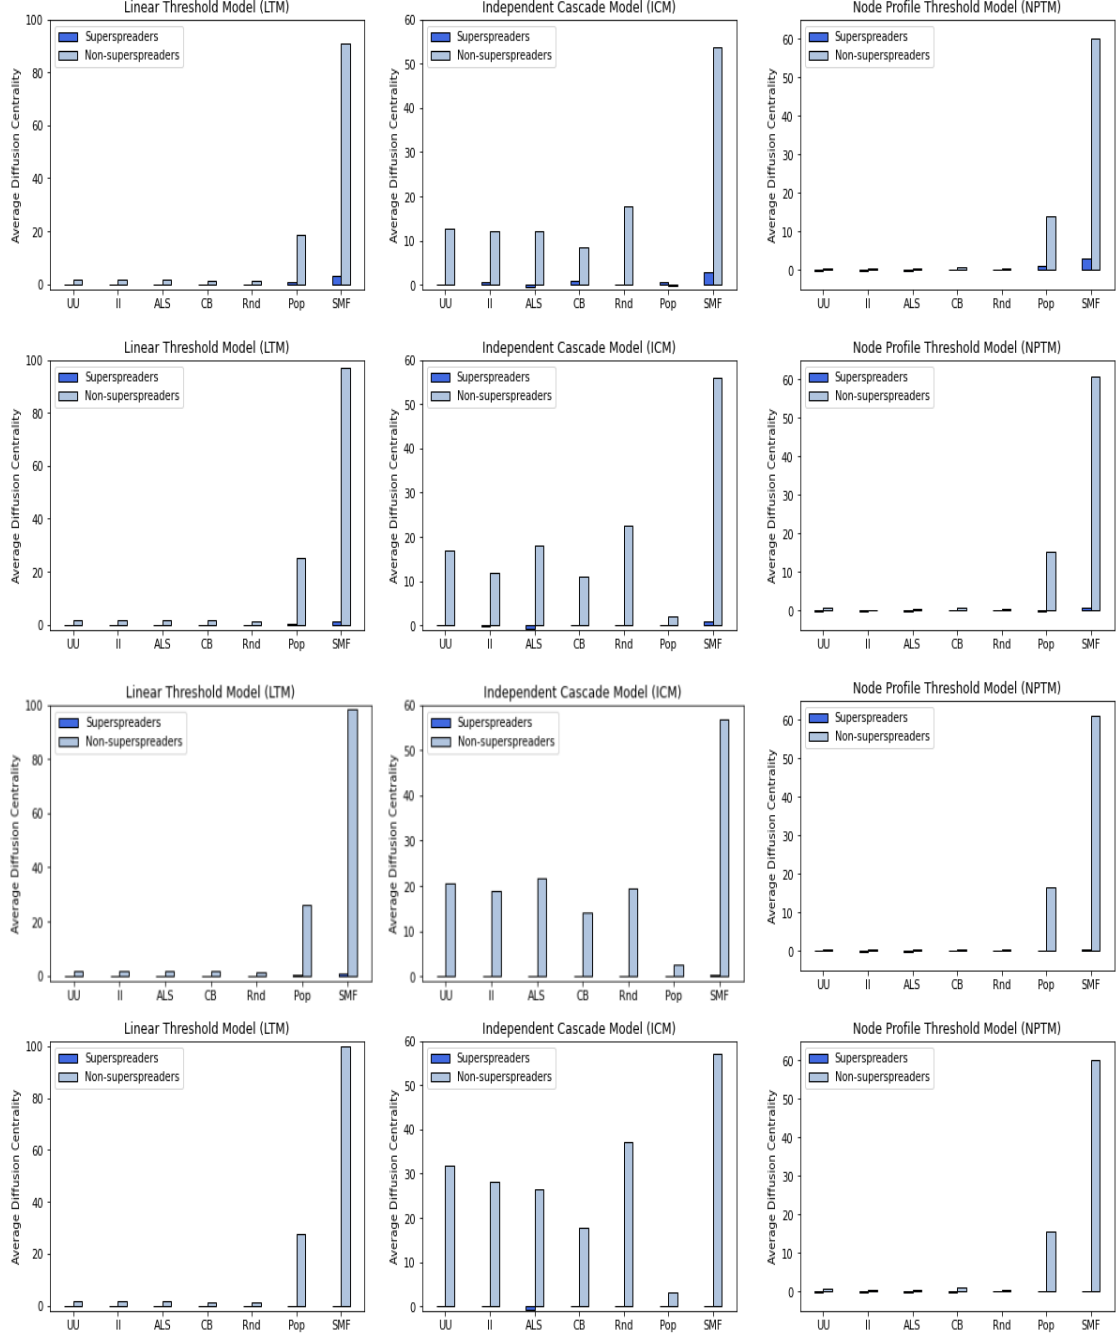 Linear Threshold Model (LTM)
Average Diffusion Centrality
100
80
60
40
20
0
Superspreaders
Non-superspreaders
UU II ALS CB Rnd Pop SMF
Independent Cascade Model (ICM)
Average Diffusion Centrality
60
50
40
30
20
10
0
Superspreaders
Non-superspreaders
UU II ALS CB Rnd Pop SMF
Node Profile Threshold Model (NPTM)
Average Diffusion Centrality
60
50
40
30
20
10
0
Superspreaders
Non-superspreaders
UU II ALS CB Rnd Pop SMF
Linear Threshold Model (LTM)
Average Diffusion Centrality
100
80
60
40
20
0
Superspreaders
Non-superspreaders
UU II ALS CB Rnd Pop SMF
Independent Cascade Model (ICM)
Average Diffusion Centrality
60
50
40
30
20
10
0
Superspreaders
Non-superspreaders
UU II ALS CB Rnd Pop SMF
Node Profile Threshold Model (NPTM)
Average Diffusion Centrality
60
50
40
30
20
10
0
Superspreaders
Non-superspreaders
UU II ALS CB Rnd Pop SMF
Linear Threshold Model (LTM)
Average Diffusion Centrality
100
80
60
40
20
0
Superspreaders
Non-superspreaders
UU II ALS CB Rnd Pop SMF
Independent Cascade Model (ICM)
Average Diffusion Centrality
60
50
40
30
20
10
0
Superspreaders
Non-superspreaders
UU II ALS CB Rnd Pop SMF
Node Profile Threshold Model (NPTM)
Average Diffusion Centrality
60
50
40
30
20
10
0
Superspreaders
Non-superspreaders
UU II ALS CB Rnd Pop SMF
Linear Threshold Model (LTM)
Average Diffusion Centrality
100
80
60
40
20
0
Superspreaders
Non-superspreaders
UU II ALS CB Rnd Pop SMF
Independent Cascade Model (ICM)
Average Diffusion Centrality
60
50
40
30
20
10
0
Superspreaders
Non-superspreaders
UU II ALS CB Rnd Pop SMF
Node Profile Threshold Model (NPTM)
Average Diffusion Centrality
60
50
40
30
20
10
0
Superspreaders
Non-superspreaders
UU II ALS CB Rnd Pop SMF